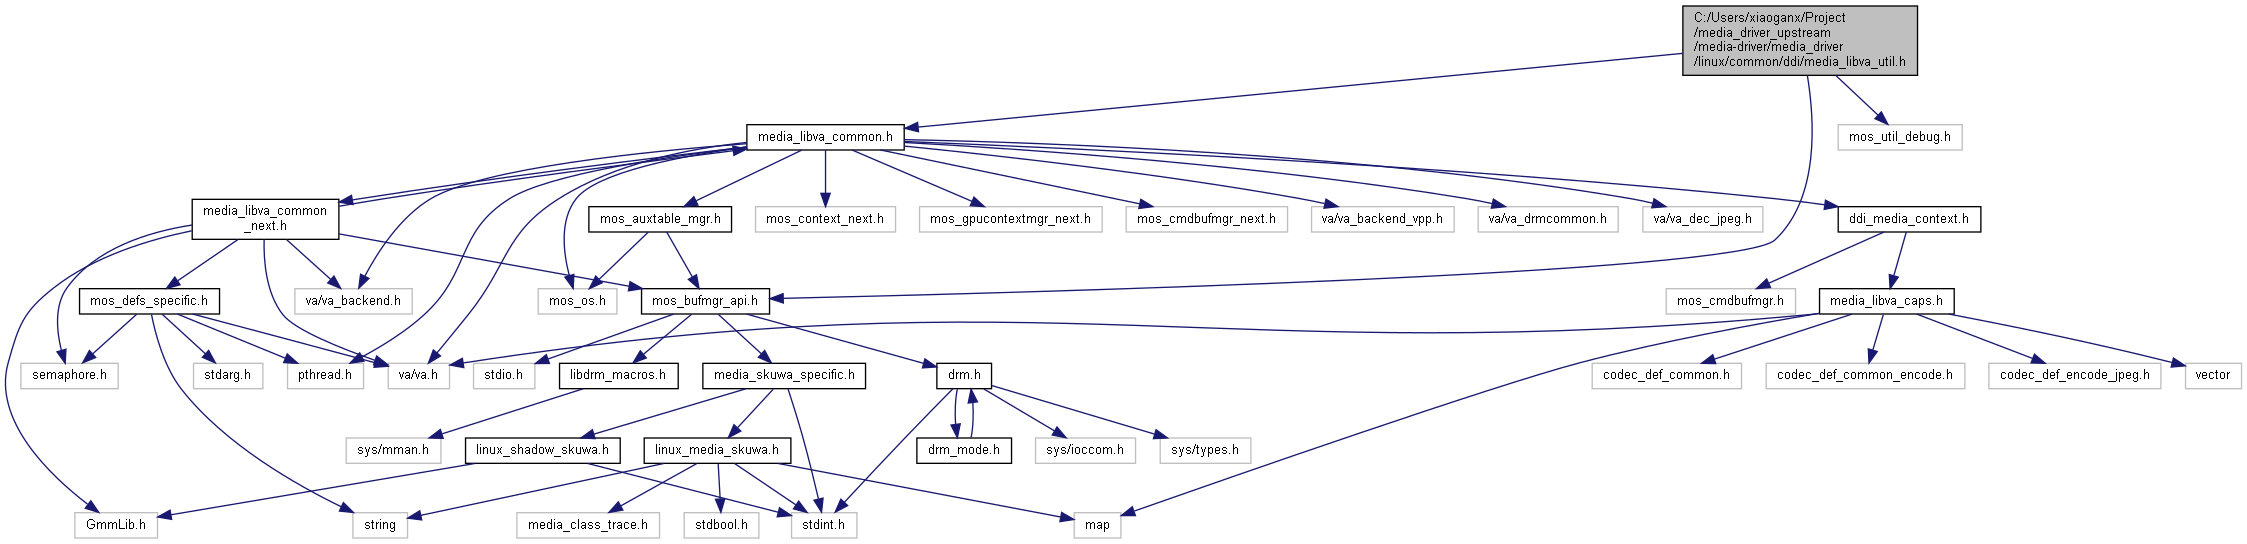 C:/Users/xiaoganx/Project
/media_driver_upstream
/media-driver/media_driver
/linux/common/ddi/media_libva_util.h
media_libva_common.h
mos_util_debug.h
media_libva_common
_next.h
mos_auxtable_mgr.h
mos_context_next.h
mos_gpucontextmgr_next.h
mos_cmdbufmgr_next.h
va/va_backend_vpp.h
va/va_drmcommon.h
va/va_dec_jpeg.h
ddi_media_context.h
mos_defs_specific.h
va/va_backend.h
mos_os.h
mos_bufmgr_api.h
mos_cmdbufmgr.h
media_libva_caps.h
semaphore.h
stdarg.h
pthread.h
va/va.h
stdio.h
libdrm_macros.h
media_skuwa_specific.h
drm.h
codec_def_common.h
codec_def_common_encode.h
codec_def_encode_jpeg.h
vector
sys/mman.h
linux_shadow_skuwa.h
linux_media_skuwa.h
drm_mode.h
sys/ioccom.h
sys/types.h
GmmLib.h
string
media_class_trace.h
stdbool.h
stdint.h
map